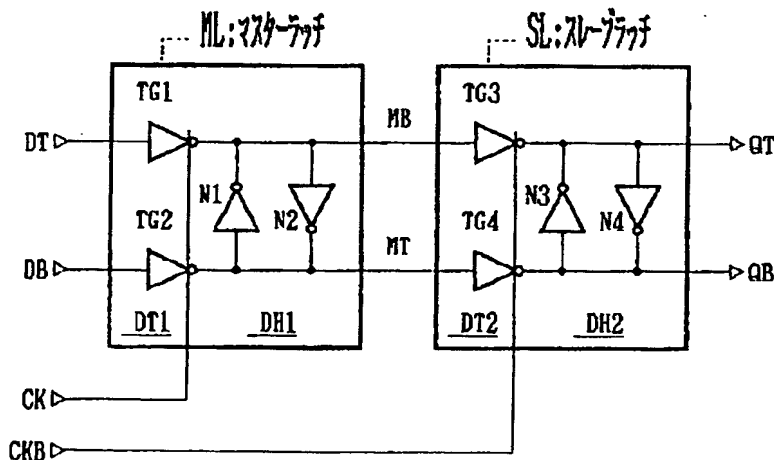 ML:マスターラッチ
SL:スレーブラッチ
TG1
TG3
DT
MB
QT
N1
N2
N3
N4
TG2
TG4
DB
MT
QB
DT1
DH1
DT2
DH2
CK
CKB